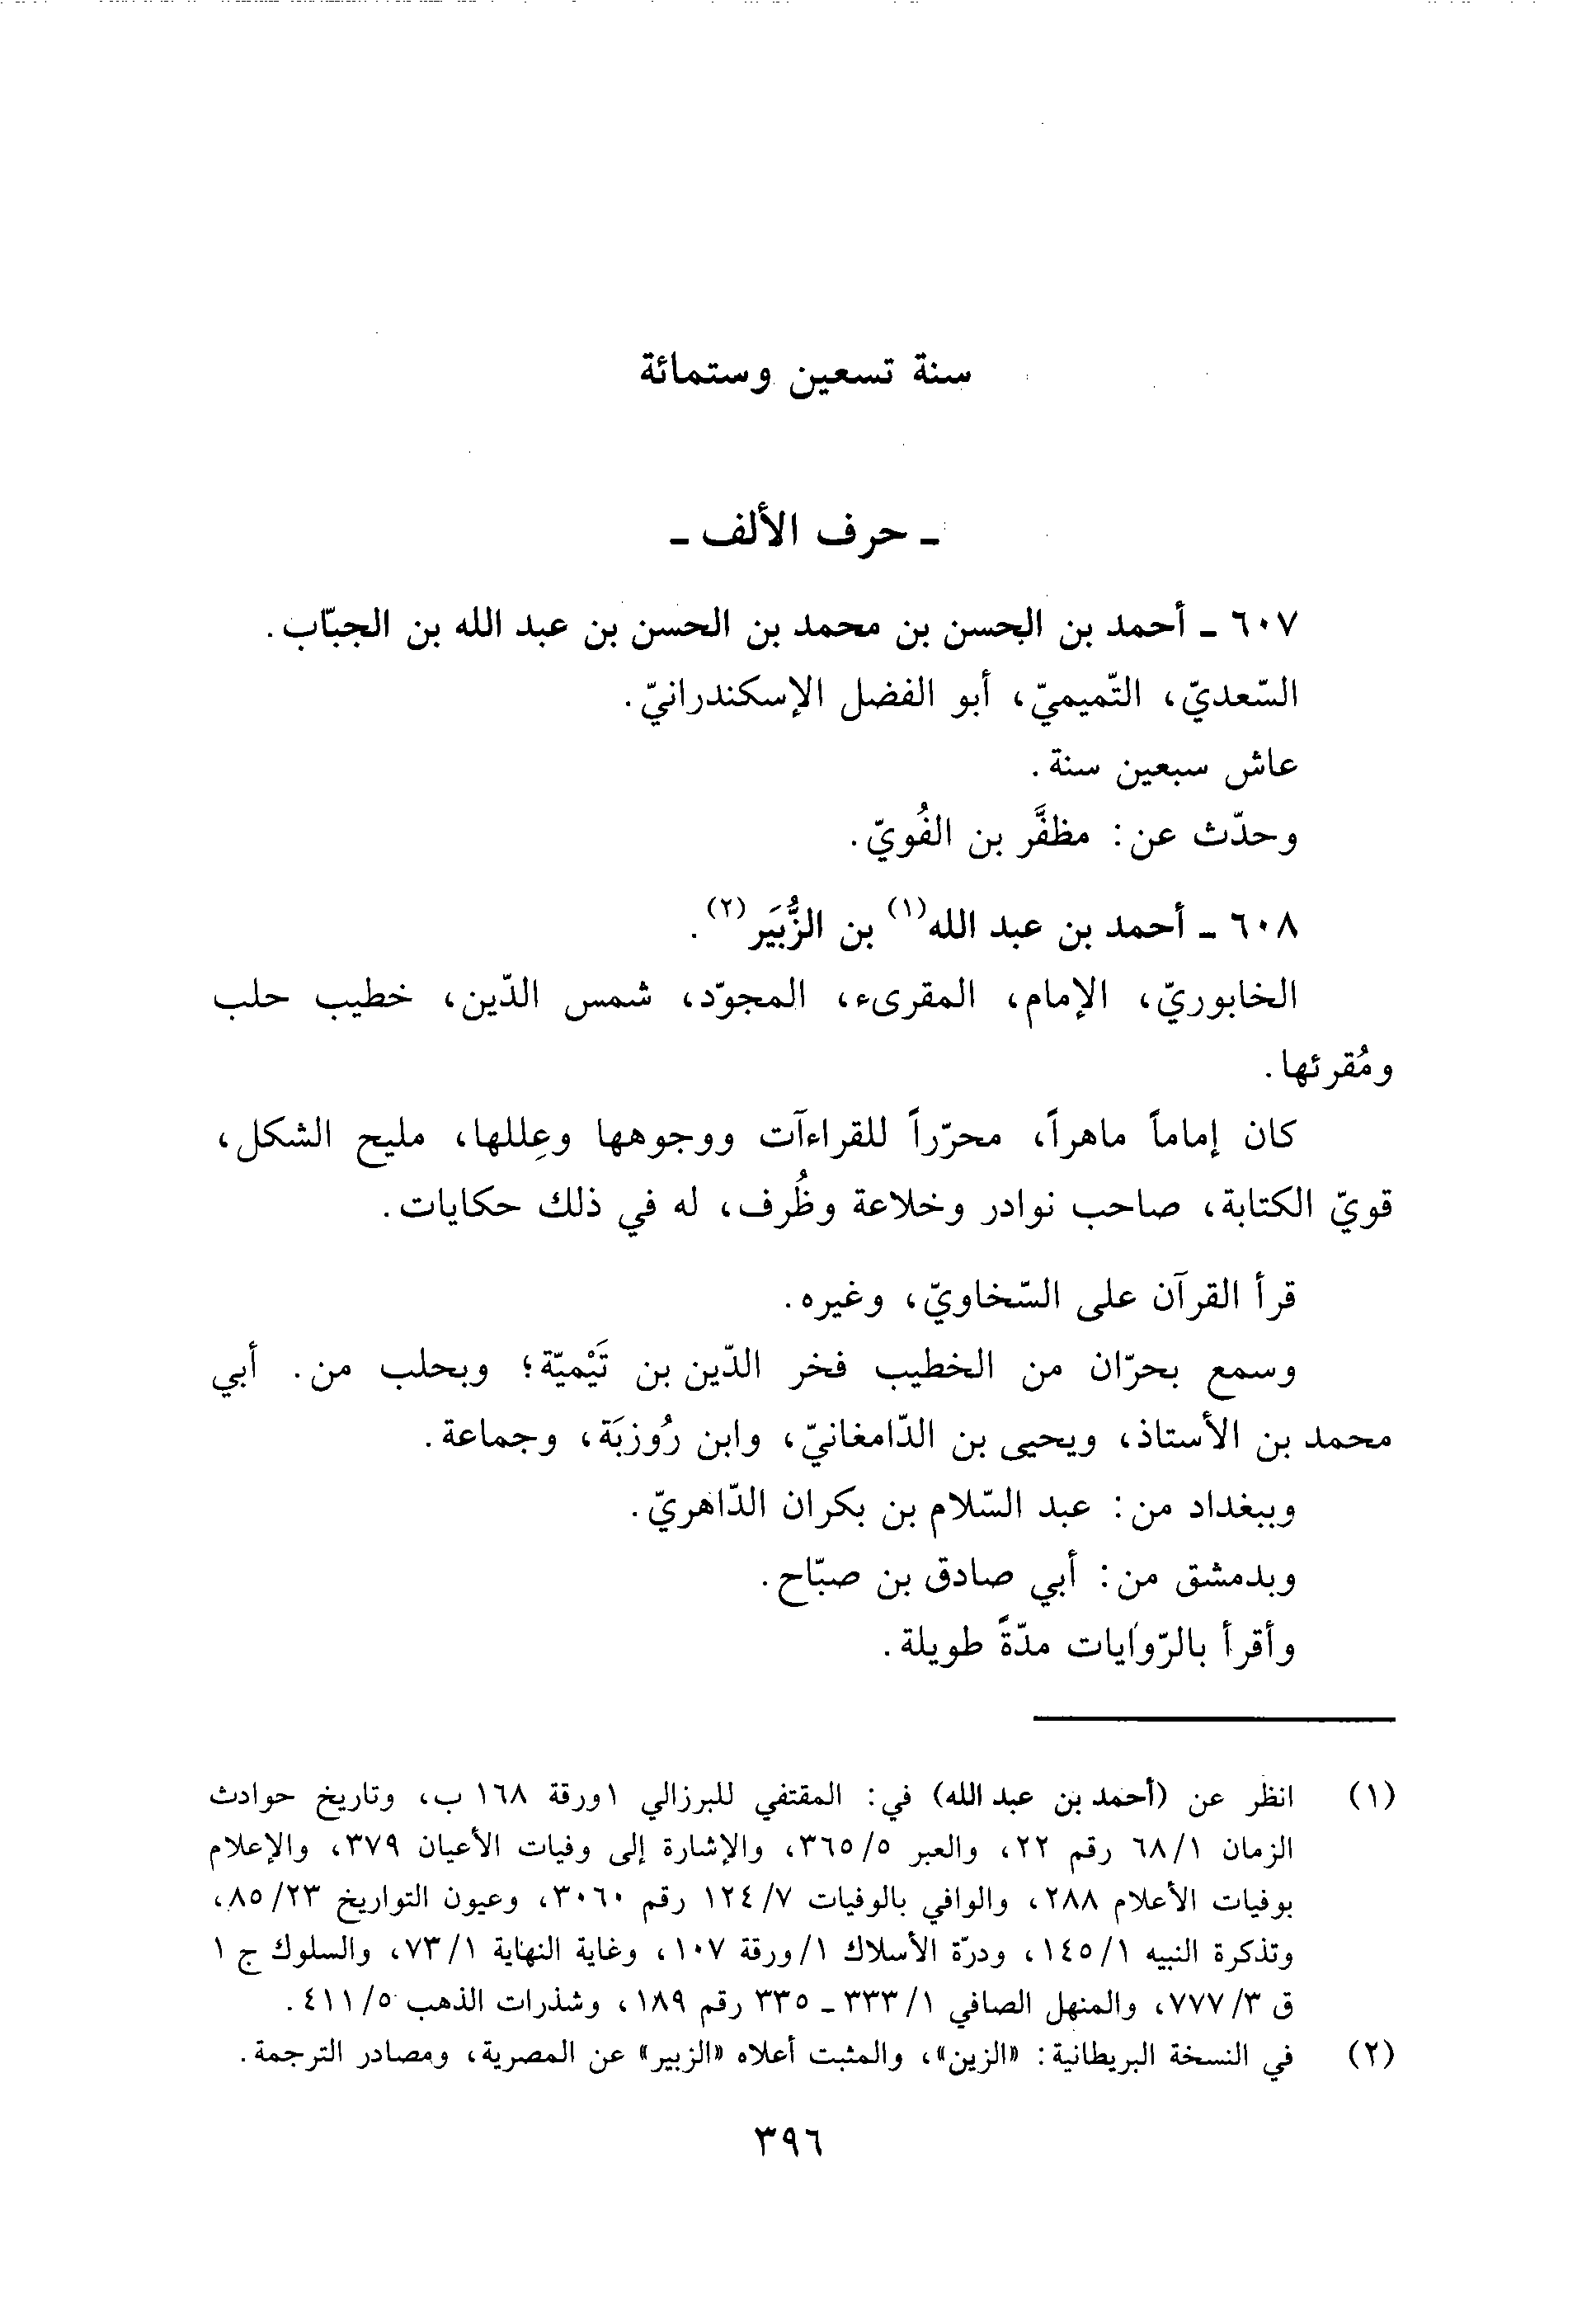 سنة تسعين وستمائة
ـ حرف الألف ـ
٦٠٧ ـ أحمد بن الحسن بن محمد بن الحسن بن عبد الله بن الجبّاب.
السّعديّ، التّميميّ، أبو الفضل الإسكندرانيّ.
عاش سبعين سنة.
وحدّث عن: مظفَّر بن الفُويّ.
٦٠٨ ـ أحمد بن عبد الله(١) بن الزُّبَير(٢).
الخابوريّ، الإمام، المقرىء، المجوّد، شمس الدّين، خطيب حلب
ومُقرئها.
كان إماماً ماهراً، محرّراً للقراءآت ووجوهها وعِللها، مليح الشكل،
قويّ الكتابة، صاحب نوادر وخلاعة وظُرف، له في ذلك حكايات.
قرأ القرآن على السّخاويّ، وغيره.
وسمع بحرّان من الخطيب فخر الدّين بن تَيْميّة؛ وبحلب من. أبي
محمد بن الأستاذ، ويحيى بن الدّامغانيّ، وابن رُوزبَة، وجماعة.
وببغداد من: عبد السّلام بن بكران الدّاهريّ.
وبدمشق من: أبي صادق بن صبّاح.
وأقرأ بالرّوايات مدّةً طويلة.
(١) انظر عن (أحمد بن عبد الله) في: المقتفي للبرزالي ١ورقة ١٦٨ ب، وتاريخ حوادث
الزمان ٦٨/١ رقم ٢٢، والعبر ٣٦٥/٥، والإشارة إلى وفيات الأعيان ٣٧٩، والإعلام
بوفيات الأعلام ٢٨٨، والوافي بالوفيات ١٢٤/٧ رقم ٣٠٦٠، وعيون التواريخ ٨٥/٢٣،
وتذكرة النبيه ١٤٥/١، ودرّة الأسلاك ١/ورقة ١٠٧، وغاية النهاية ٧٣/١، والسلوك ج ١
ق ٧٧٧/٣، والمنهل الصافي ٣٣٣/١ ـ ٣٣٥ رقم ١٨٩، وشذرات الذهب ٤١١/٥.
(٢) في النسخة البريطانية: «الزين»، والمثبت أعلاه «الزبير» عن المصرية، ومصادر الترجمة.
٣٩٦